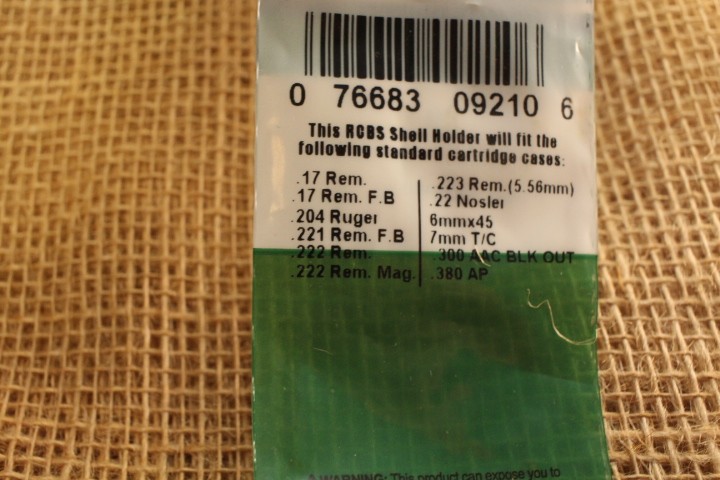 0 76683 09210 6
This RCBS Shell Holder will fit the
following standard cartridge cases:
.17 Rem.
.17 Rem. F.B
.204 Ruger
.221 Rem. F.B
.222 Rem.
.222 Rem. Mag.
.223 Rem.(5.56mm)
.22 Nosler
6mmx45
7mm T/C
.300 AAC BLK OUT
.380 AP
⚠WARNING: This product can expose you to